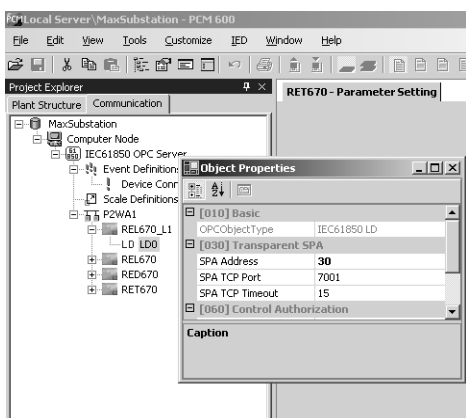 Local Server\MaxSubstation - PCM 600
File Edit View Tools Customize IED Window Help
Project Explorer
Plant Structure Communication
RET670 - Parameter Setting
MaxSubstation
Computer Node
IEC61850 OPC Server
Event Definition
Device Conn
Scale Definitions
P2WA1
REL670_L1
LD LD0
REL670
RED670
RET670
Object Properties
[010] Basic
OPCObjectType IEC61850 LD
[030] Transparent SPA
SPA Address 30
SPA TCP Port 7001
SPA TCP Timeout 15
[060] Control Authorization
Caption